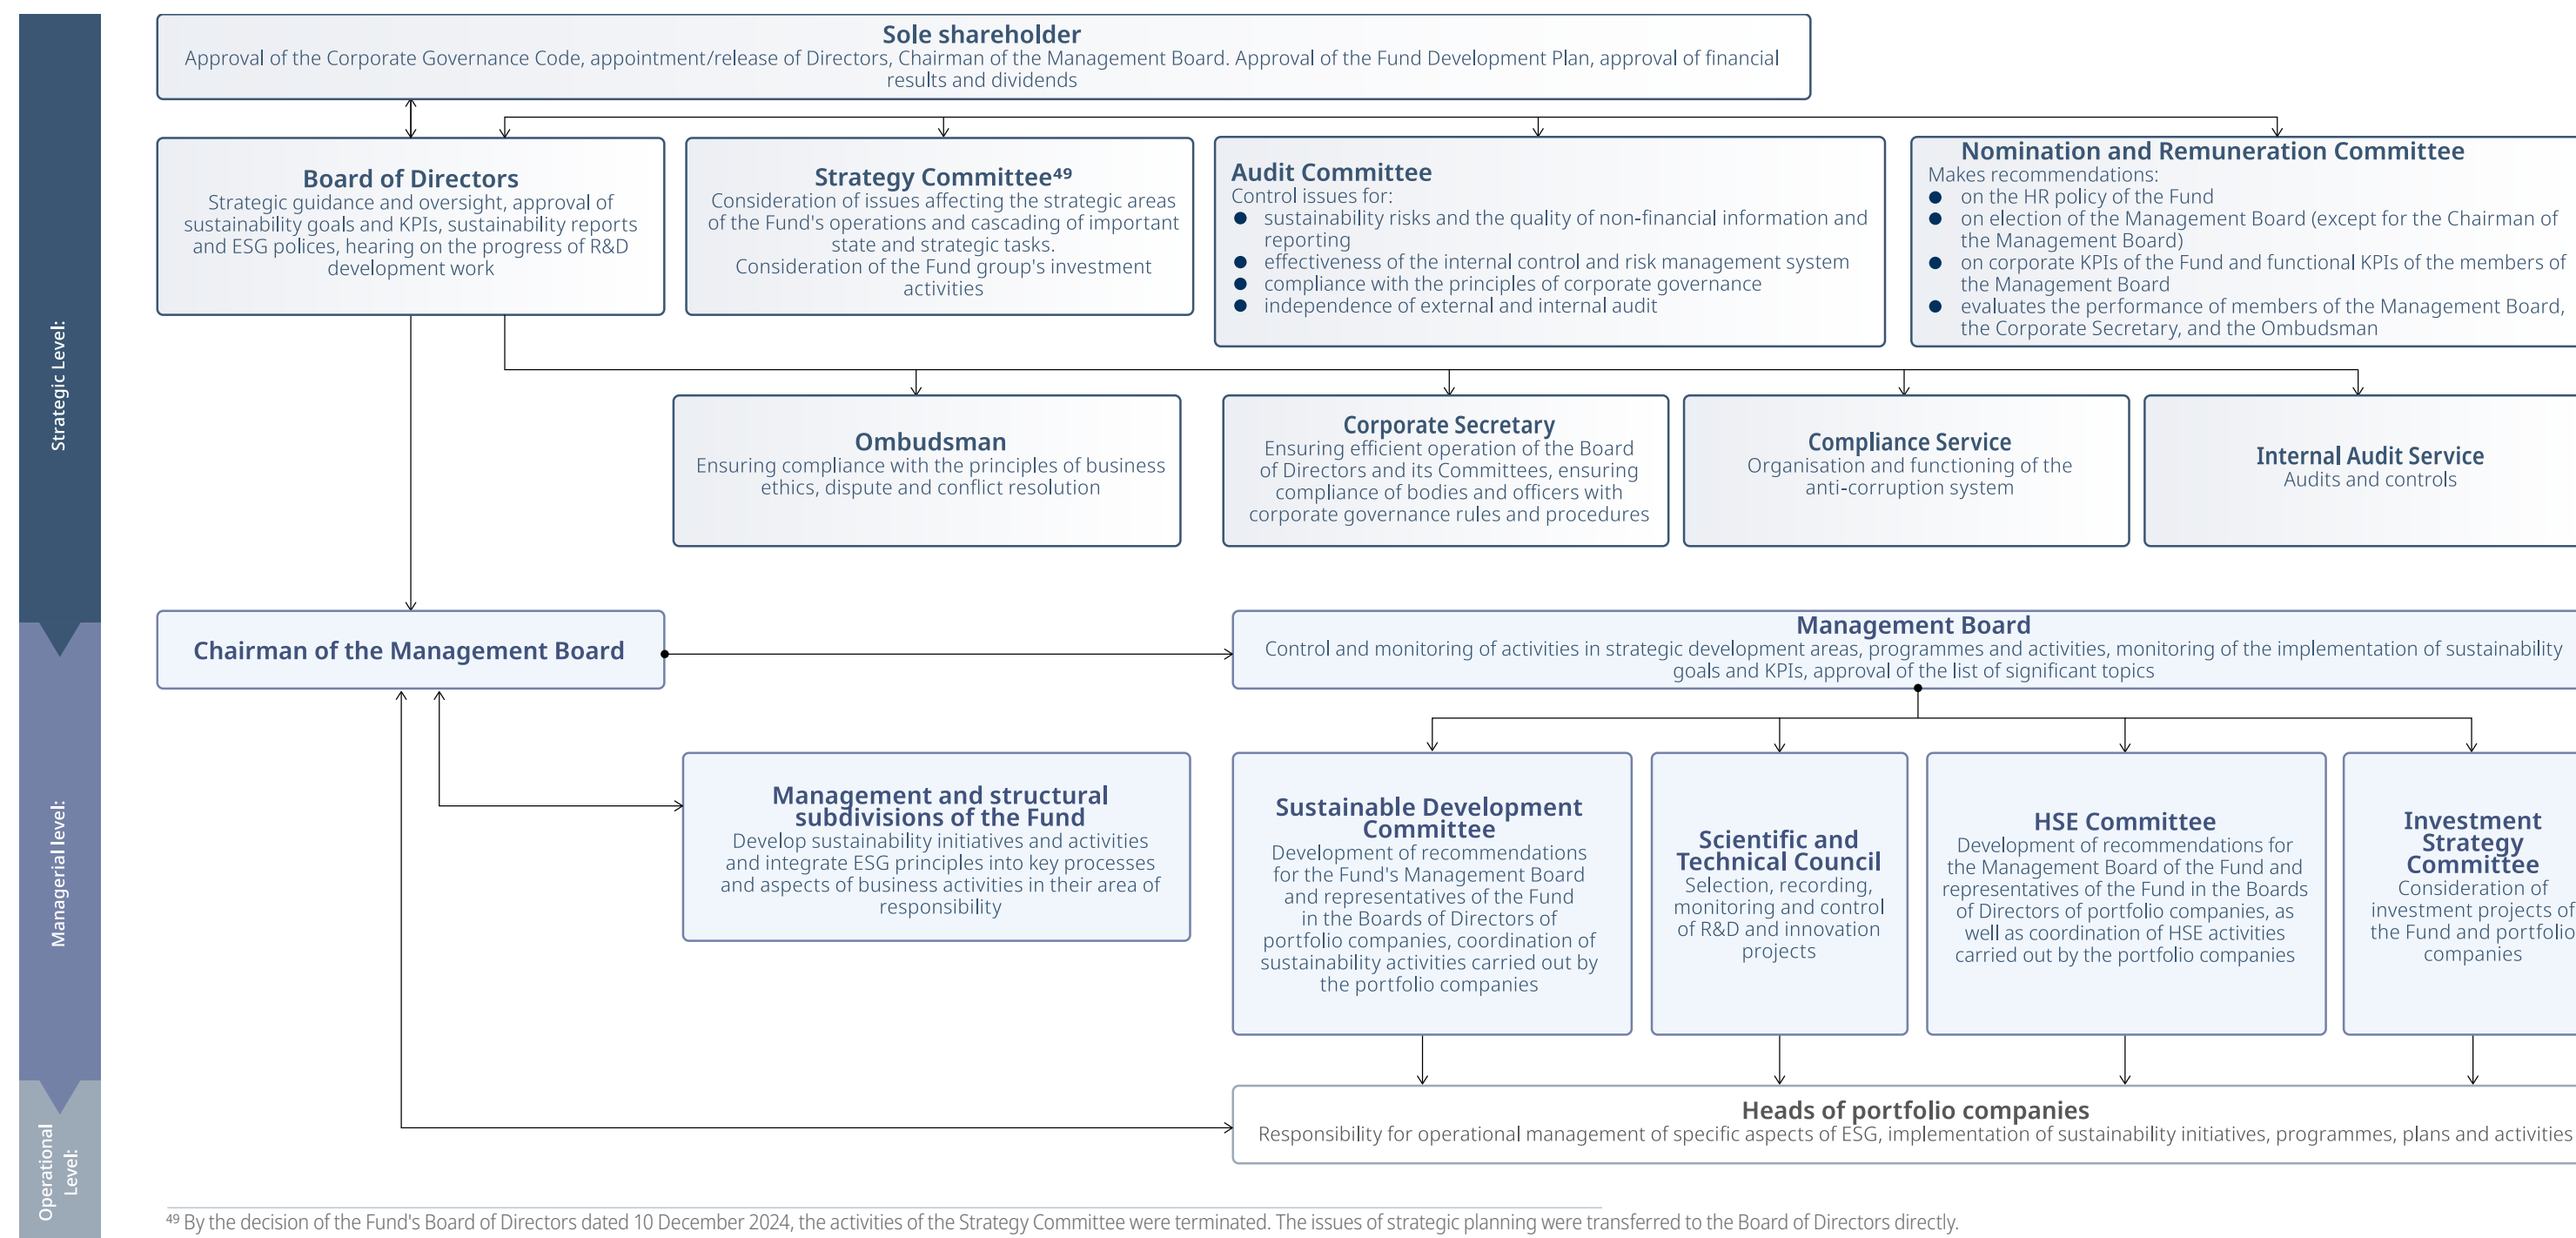 Sole shareholder
Approval of the Corporate Governance Code, appointment/release of Directors, Chairman of the Management Board. Approval of the Fund Development Plan, approval of financial
results and dividends
Strategic Level:
Board of Directors
Strategic guidance and oversight, approval of
sustainability goals and KPIs, sustainability reports
and ESG polices, hearing on the progress of R&D
development work
Strategy Committee⁴⁹
Consideration of issues affecting the strategic areas
of the Fund's operations and cascading of important
state and strategic tasks.
Consideration of the Fund group's investment
activities
Audit Committee
Control issues for:
● sustainability risks and the quality of non-financial information and
reporting
● effectiveness of the internal control and risk management system
● compliance with the principles of corporate governance
● independence of external and internal audit
Nomination and Remuneration Committee
Makes recommendations:
● on the HR policy of the Fund
● on election of the Management Board (except for the Chairman of
the Management Board)
● on corporate KPIs of the Fund and functional KPIs of the members of
the Management Board
● evaluates the performance of members of the Management Board,
the Corporate Secretary, and the Ombudsman
Ombudsman
Ensuring compliance with the principles of business
ethics, dispute and conflict resolution
Corporate Secretary
Ensuring efficient operation of the Board
of Directors and its Committees, ensuring
compliance of bodies and officers with
corporate governance rules and procedures
Compliance Service
Organisation and functioning of the
anti-corruption system
Internal Audit Service
Audits and controls
Managerial level:
Chairman of the Management Board
Management Board
Control and monitoring of activities in strategic development areas, programmes and activities, monitoring of the implementation of sustainability
goals and KPIs, approval of the list of significant topics
Management and structural
subdivisions of the Fund
Develop sustainability initiatives and activities
and integrate ESG principles into key processes
and aspects of business activities in their area of
responsibility
Sustainable Development
Committee
Development of recommendations
for the Fund's Management Board
and representatives of the Fund
in the Boards of Directors of
portfolio companies, coordination of
sustainability activities carried out by
the portfolio companies
Scientific and
Technical Council
Selection, recording,
monitoring and control
of R&D and innovation
projects
HSE Committee
Development of recommendations for
the Management Board of the Fund and
representatives of the Fund in the Boards
of Directors of portfolio companies, as
well as coordination of HSE activities
carried out by the portfolio companies
Investment
Strategy
Committee
Consideration of
investment projects of
the Fund and portfolio
companies
Operational
Level:
Heads of portfolio companies
Responsibility for operational management of specific aspects of ESG, implementation of sustainability initiatives, programmes, plans and activities
⁴⁹ By the decision of the Fund's Board of Directors dated 10 December 2024, the activities of the Strategy Committee were terminated. The issues of strategic planning were transferred to the Board of Directors directly.